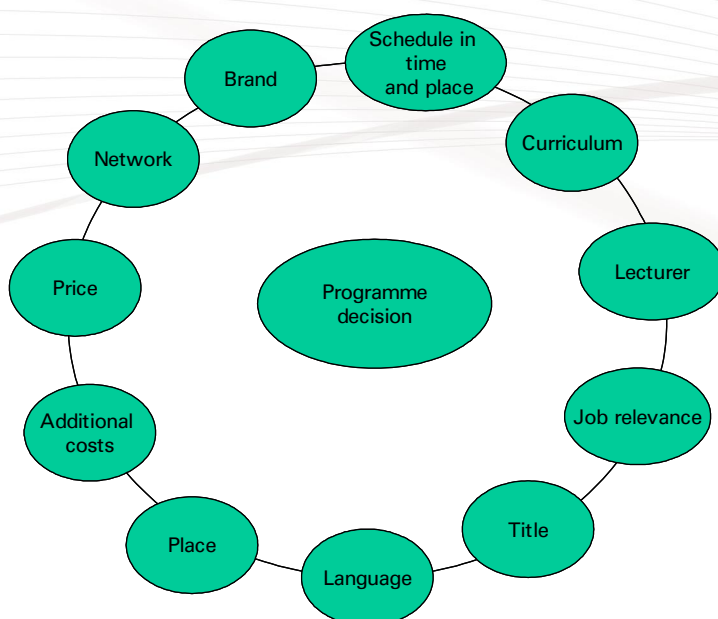 Schedule in
time
and place
Brand
Curriculum
Network
Lecturer
Price
Programme
decision
Job relevance
Additional
costs
Title
Place
Language